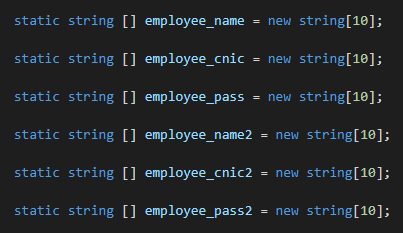 static string [] employee_name = new string[10];
static string [] employee_cnic = new string[10];
static string [] employee_pass = new string[10];
static string [] employee_name2 = new string[10];
static string [] employee_cnic2 = new string[10];
static string [] employee_pass2 = new string[10];